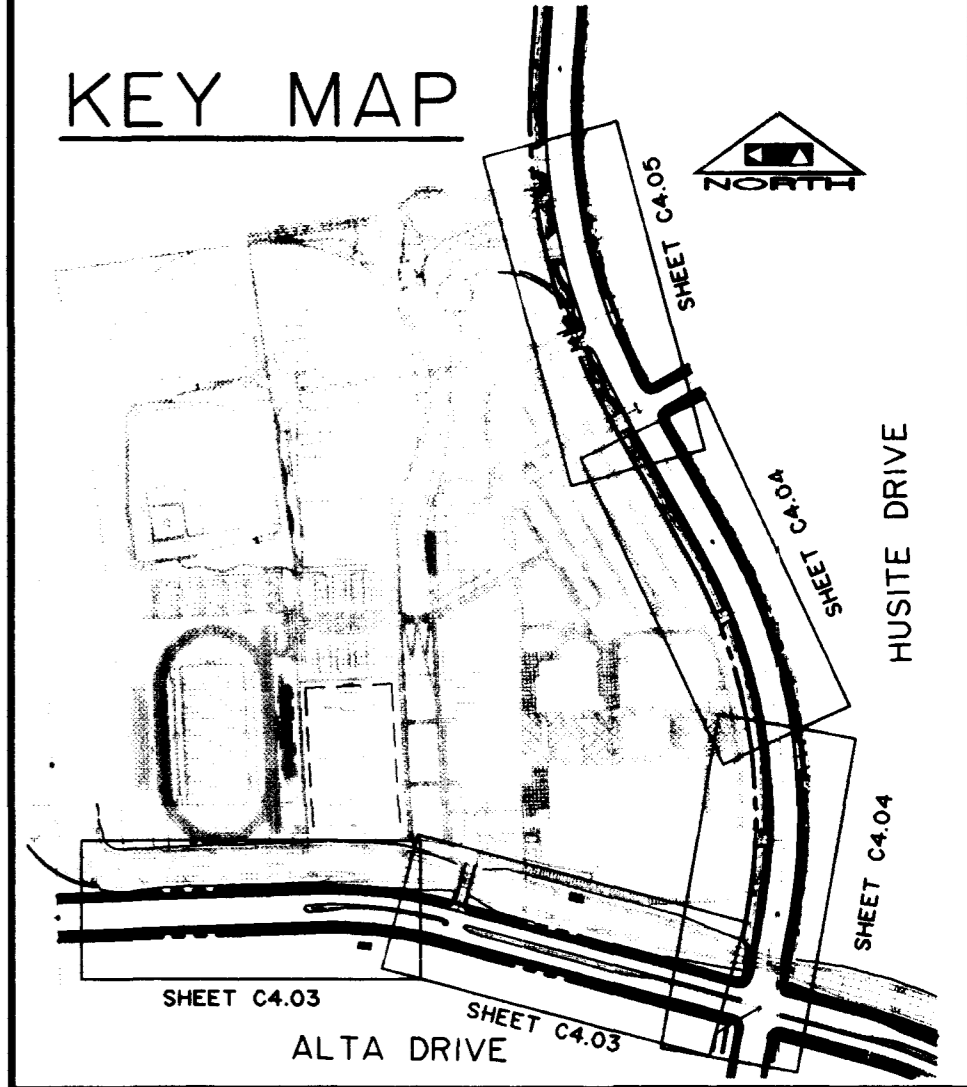 KEY MAP
NORTH
SHEET C4.05
SHEET C4.04
HUSITE DRIVE
SHEET C4.04
SHEET C4.03
SHEET C4.03
ALTA DRIVE